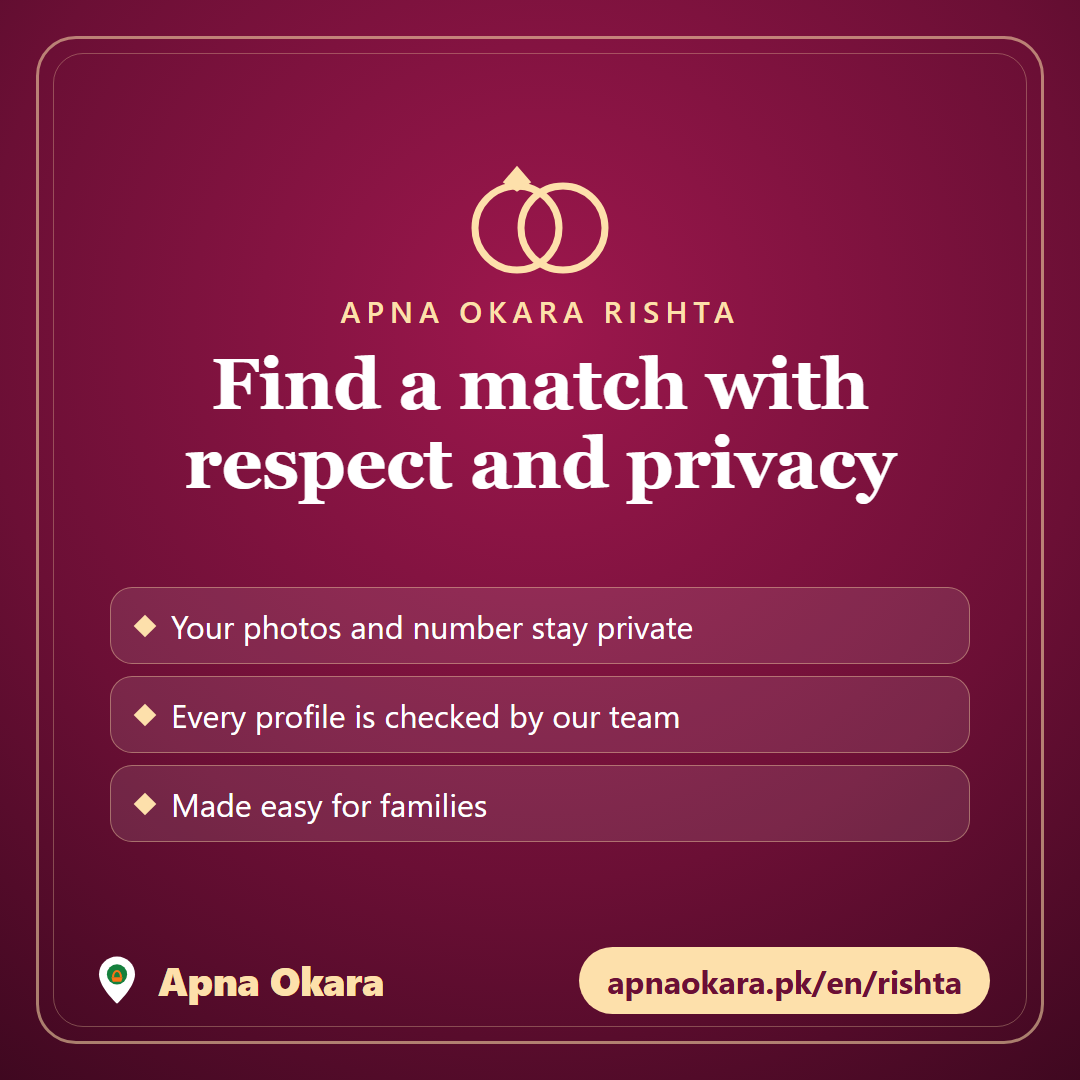 APNA OKARA RISHTA
Find a match with
respect and privacy
Your photos and number stay private
Every profile is checked by our team
Made easy for families
Apna Okara
apnaokara.pk/en/rishta